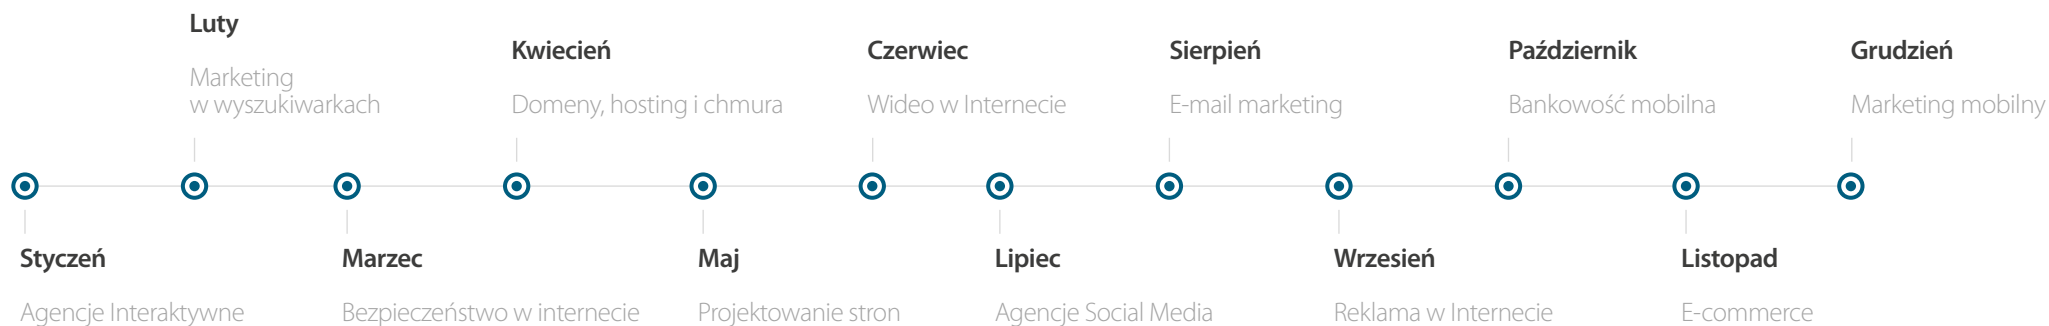 Luty
Marketing
w wyszukiwarkach
Kwiecień
Domeny, hosting i chmura
Czerwiec
Wideo w Internecie
Sierpień
E-mail marketing
Październik
Bankowość mobilna
Grudzień
Marketing mobilny
Styczeń
Agencje Interaktywne
Marzec
Bezpieczeństwo w internecie
Maj
Projektowanie stron
Lipiec
Agencje Social Media
Wrzesień
Reklama w Internecie
Listopad
E-commerce